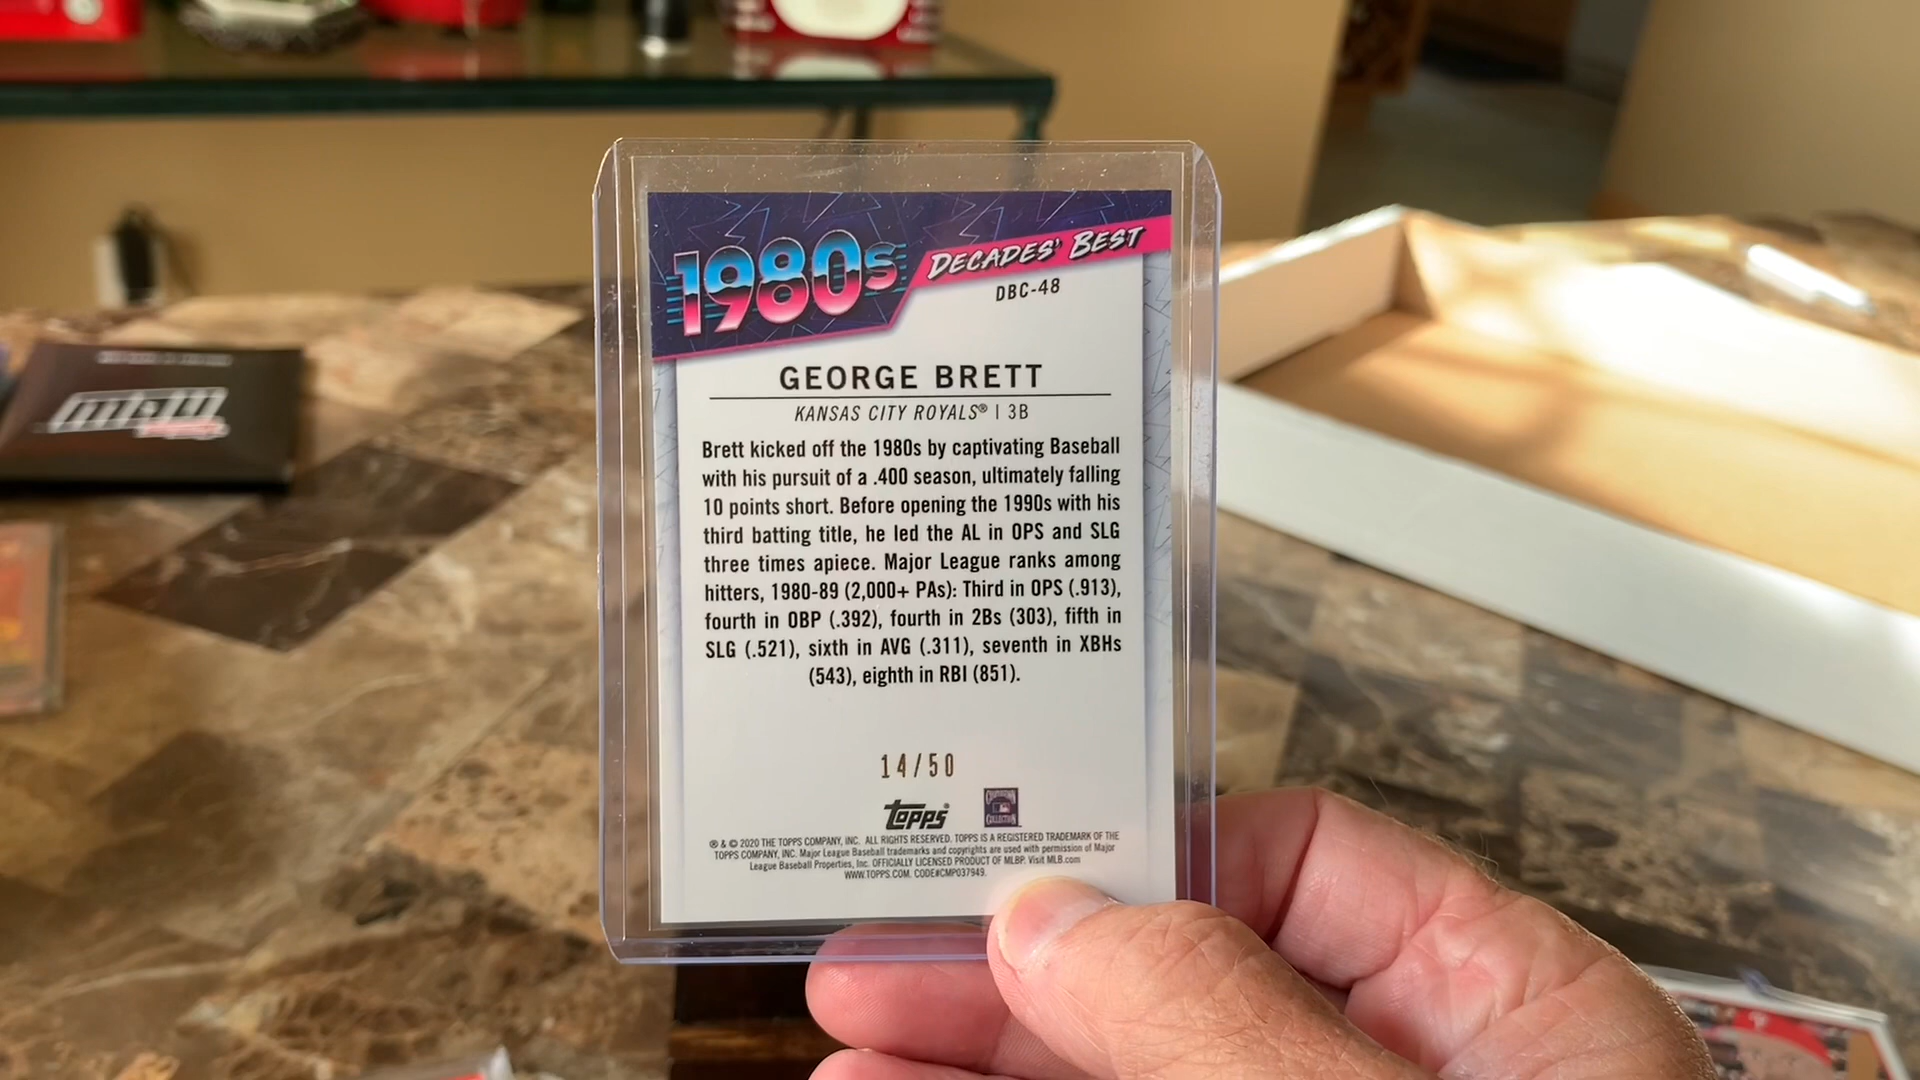 1980s
DECADES' BEST
DBC-48
GEORGE BRETT
KANSAS CITY ROYALS® | 3B
Brett kicked off the 1980s by captivating Baseball
with his pursuit of a .400 season, ultimately falling
10 points short. Before opening the 1990s with his
third batting title, he led the AL in OPS and SLG
three times apiece. Major League ranks among
hitters, 1980-89 (2,000+ PAs): Third in OPS (.913),
fourth in OBP (.392), fourth in 2Bs (303), fifth in
SLG (.521), sixth in AVG (.311), seventh in XBHs
(543), eighth in RBI (851).
14/50
topps®
COOPERSTOWN
COLLECTION
® & © 2020 THE TOPPS COMPANY, INC. ALL RIGHTS RESERVED. TOPPS IS A REGISTERED TRADEMARK OF THE
TOPPS COMPANY, INC. Major League Baseball trademarks and copyrights are used with permission of Major
League Baseball Properties, Inc. OFFICIALLY LICENSED PRODUCT OF MLBP. Visit MLB.com
WWW.TOPPS.COM. CODE#CMP037949.